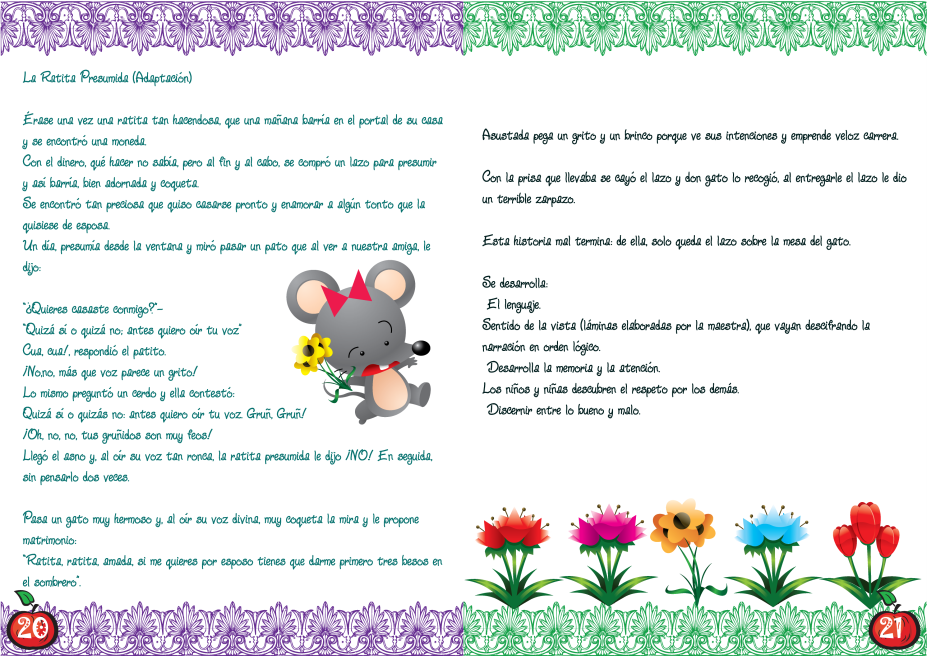 La Ratita Presumida (Adaptación)
Érase una vez una ratita tan hacendosa, que una mañana barría en el portal de su casa
y se encontró una moneda.
Con el dinero, qué hacer no sabía, pero al fin y al cabo, se compró un lazo para presumir
y así barría, bien adornada y coqueta.
Se encontró tan preciosa que quiso casarse pronto y enamorar a algún tonto que la
quisiese de esposa.
Un día, presumía desde la ventana y miró pasar un pato que al ver a nuestra amiga, le
dijo:
"¿Quieres casaste conmigo?"-
"Quizá sí o quizá no; antes quiero oír tu voz"
Cua, cua!, respondió el patito.
¡No,no, más que voz parece un grito!
Lo mismo preguntó un cerdo y ella contestó:
Quizá sí o quizás no: antes quiero oír tu voz. Gruñ, Gruñ!
¡Oh, no, no, tus gruñidos son muy feos!
Llegó el asno y, al oír su voz tan ronca, la ratita presumida le dijo ¡NO! En seguida,
sin pensarlo dos veces.
Pasa un gato muy hermoso y, al oír su voz divina, muy coqueta la mira y le propone
matrimonio:
"Ratita, ratita, amada, si me quieres por esposo tienes que darme primero tres besos en
el sombrero".
20
Asustada pega un grito y un brinco porque ve sus intenciones y emprende veloz carrera.
Con la prisa que llevaba se cayó el lazo y don gato lo recogió, al entregarle el lazo le dio
un terrible zarpazo.
Esta historia mal termina: de ella, solo queda el lazo sobre la mesa del gato.
Se desarrolla:
El lenguaje.
Sentido de la vista (láminas elaboradas por la maestra), que vayan descifrando la
narración en orden lógico.
Desarrolla la memoria y la atención.
Los niños y niñas descubren el respeto por los demás.
Discernir entre lo bueno y malo.
21